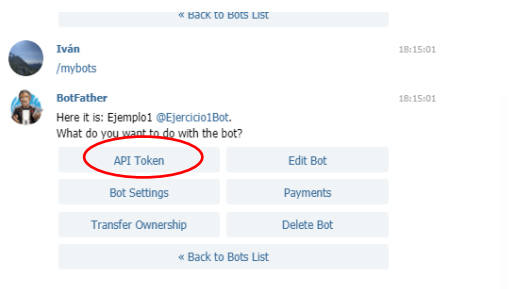 « Back to Bots List
Iván
18:15:01
/mybots
BotFather
18:15:01
Here it is: Ejemplo1 @Ejercicio1Bot.
What do you want to do with the bot?
API Token
Edit Bot
Bot Settings
Payments
Transfer Ownership
Delete Bot
« Back to Bots List